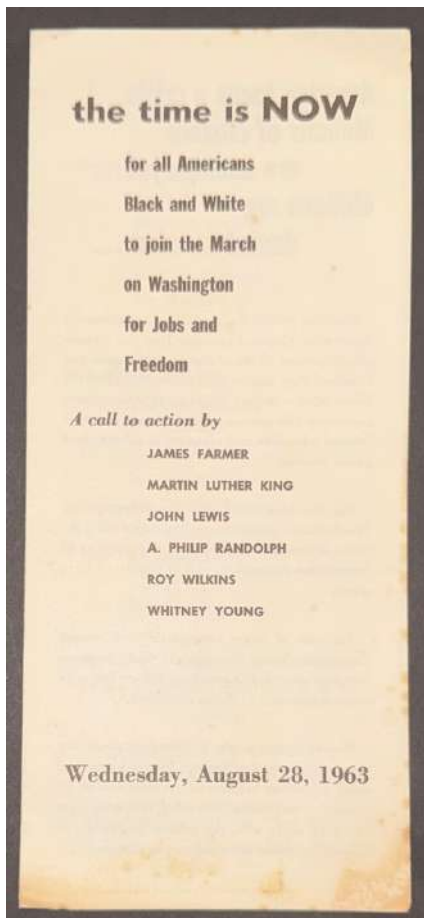 the time is NOW
for all Americans
Black and White
to join the March
on Washington
for Jobs and
Freedom
A call to action by
JAMES FARMER
MARTIN LUTHER KING
JOHN LEWIS
A. PHILIP RANDOLPH
ROY WILKINS
WHITNEY YOUNG
Wednesday, August 28, 1963